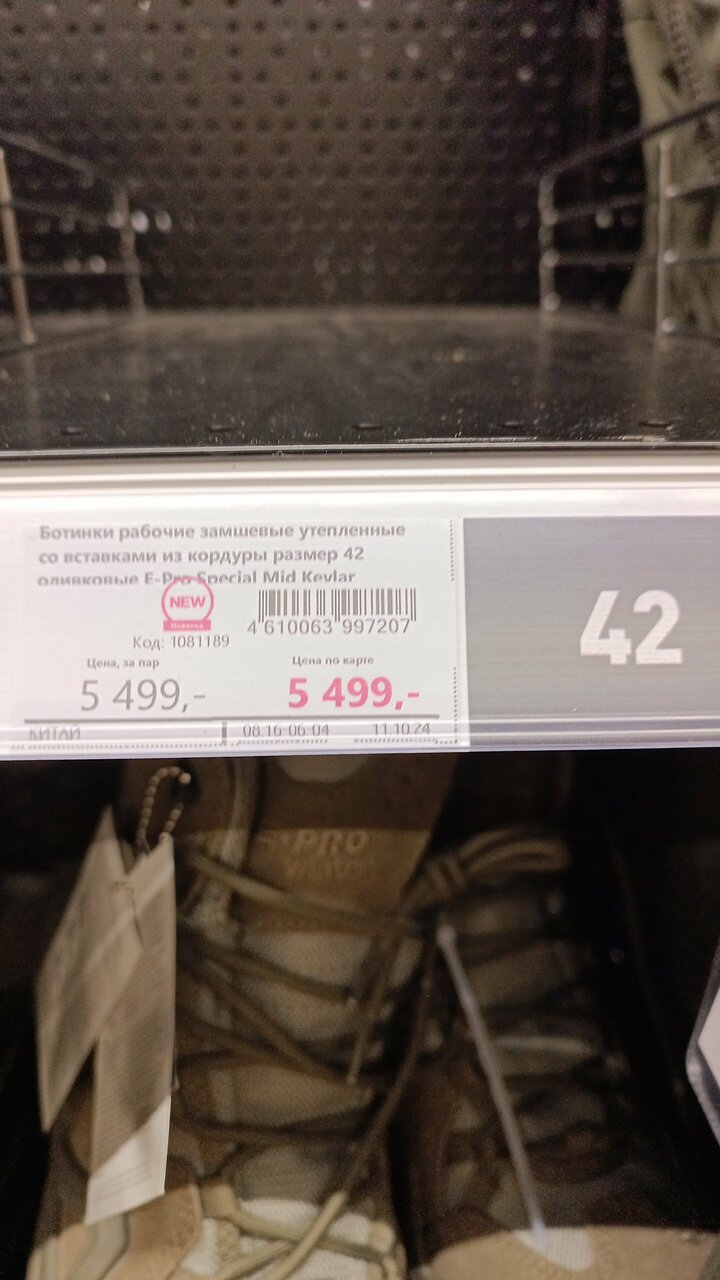 Ботинки рабочие замшевые утепленные
со вставками из кордуры размер 42
оливковые E-Pro Special Mid Kevlar
NEW
Новинка
Код: 1081189
4 610063 997207
Цена, за пар
Цена по карте
5 499,-
5 499,-
КИТАЙ
08.16-06-04
11.10.24
42
PRO